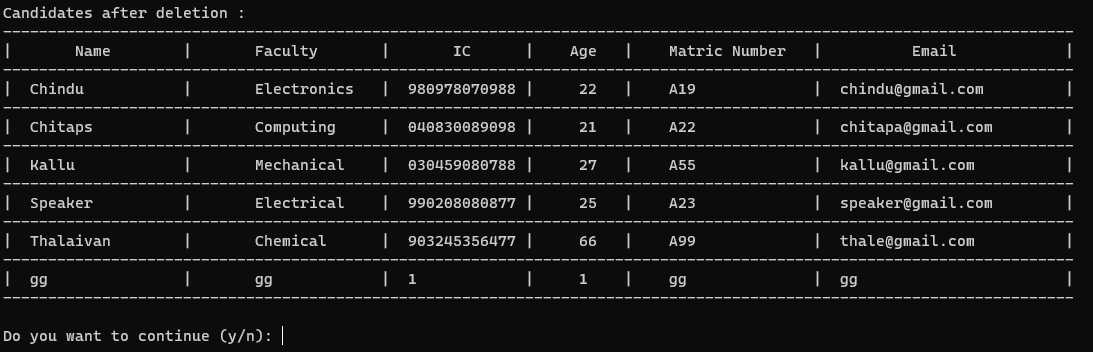 Candidates after deletion :
| Name | Faculty | IC | Age | Matric Number | Email |
| Chindu | Electronics | 980978070988 | 22 | A19 | chindu@gmail.com |
| Chitaps | Computing | 040830089098 | 21 | A22 | chitapa@gmail.com |
| Kallu | Mechanical | 030459080788 | 27 | A55 | kallu@gmail.com |
| Speaker | Electrical | 990208080877 | 25 | A23 | speaker@gmail.com |
| Thalaivan | Chemical | 903245356477 | 66 | A99 | thale@gmail.com |
| gg | gg | 1 | 1 | gg | gg |
Do you want to continue (y/n):